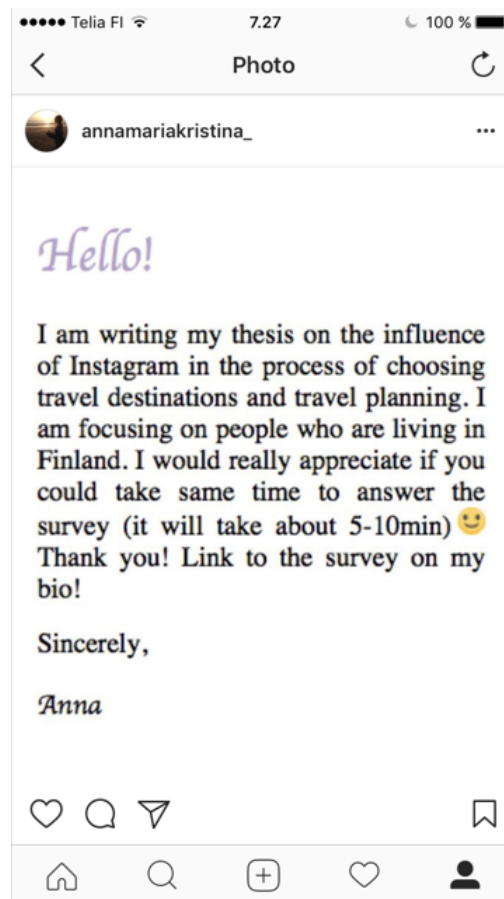 ●●●●● Telia FI 7.27 100 %
Photo
annamariakristina_
Hello!
I am writing my thesis on the influence
of Instagram in the process of choosing
travel destinations and travel planning. I
am focusing on people who are living in
Finland. I would really appreciate if you
could take same time to answer the
survey (it will take about 5-10min) 🙂
Thank you! Link to the survey on my
bio!
Sincerely,
Anna